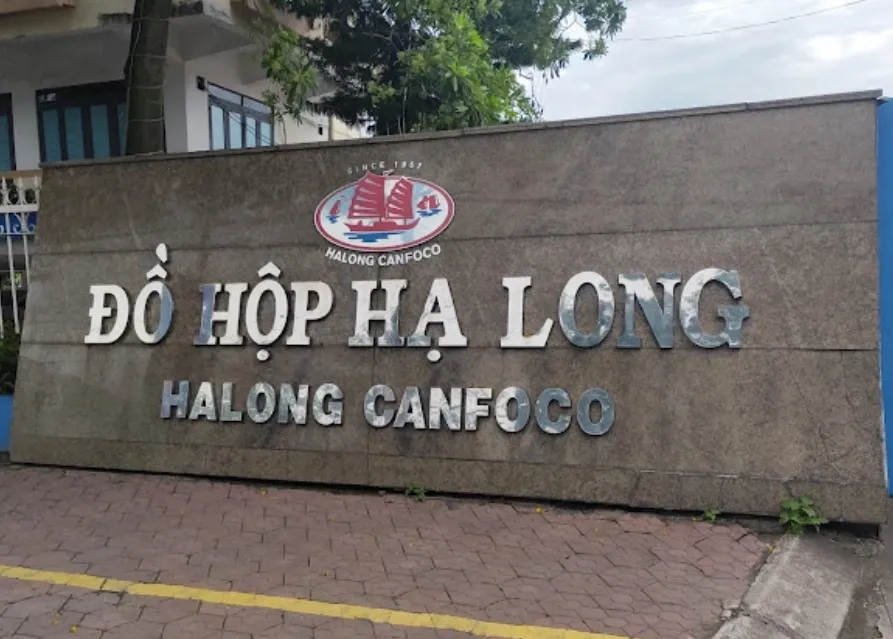 SINCE 1957
HALONG CANFOCO
ĐỒ HỘP HẠ LONG
HALONG CANFOCO